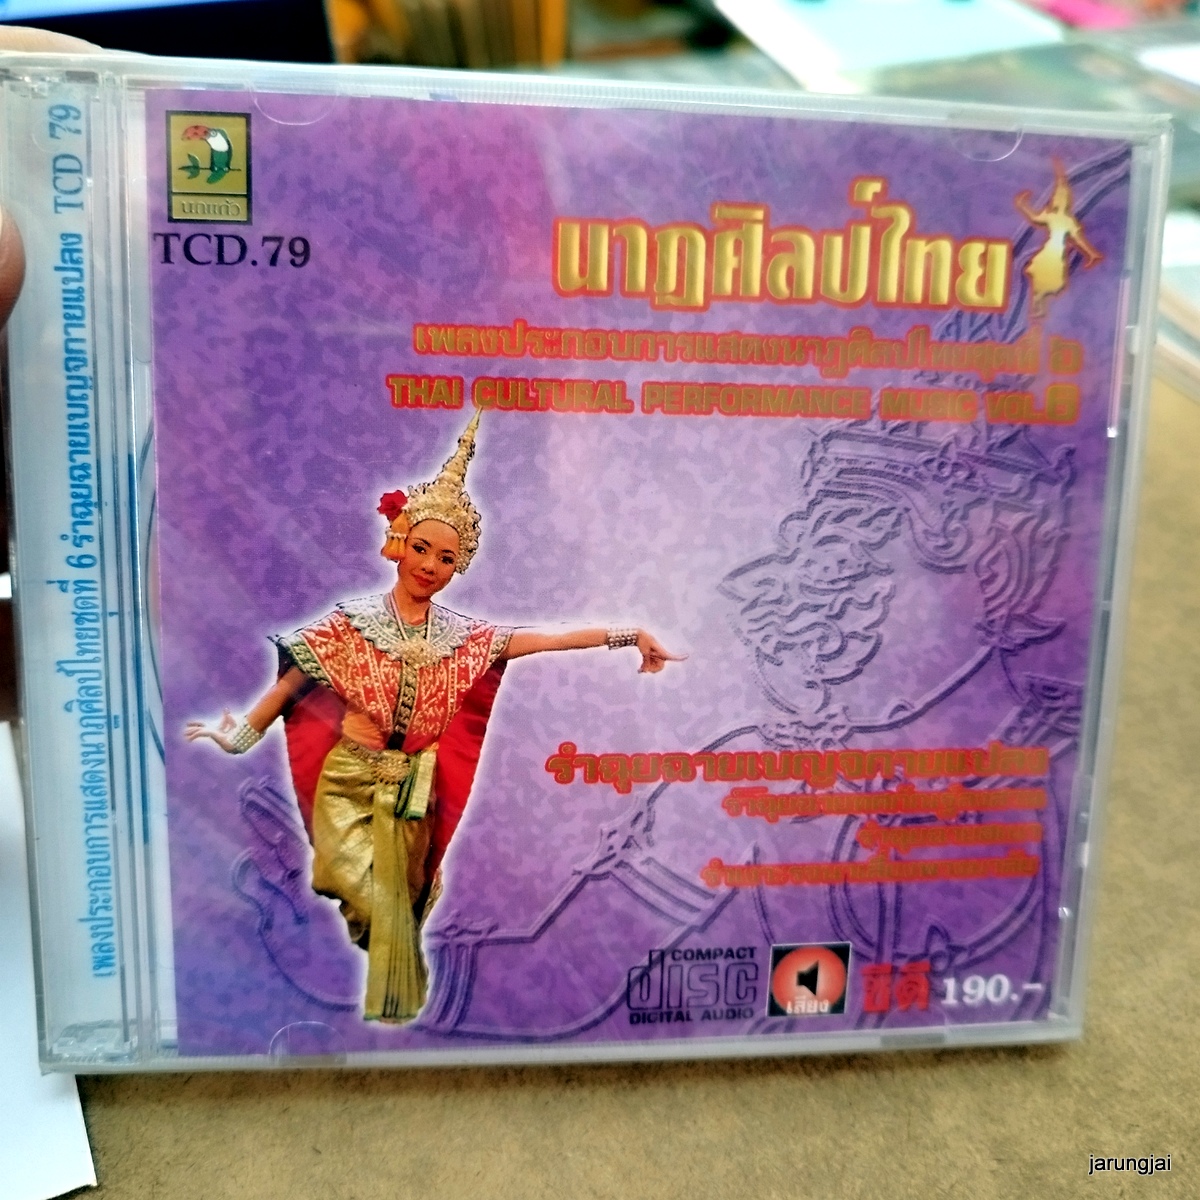 เพลงประกอบการแสดงนาฏศิลป์ไทยชุดที่ 6 รำฉุยฉายเบญจกายแปลง TCD 79
นกแก้ว
TCD.79
นาฏศิลป์ไทย
เพลงประกอบการแสดงนาฏศิลป์ไทยชุดที่ ๖
THAI CULTURAL PERFORMANCE MUSIC VOL.6
รำฉุยฉายเบญจกายแปลง
COMPACT
disc
DIGITAL AUDIO
เสียง
ซีดี 190.-
jarungjai